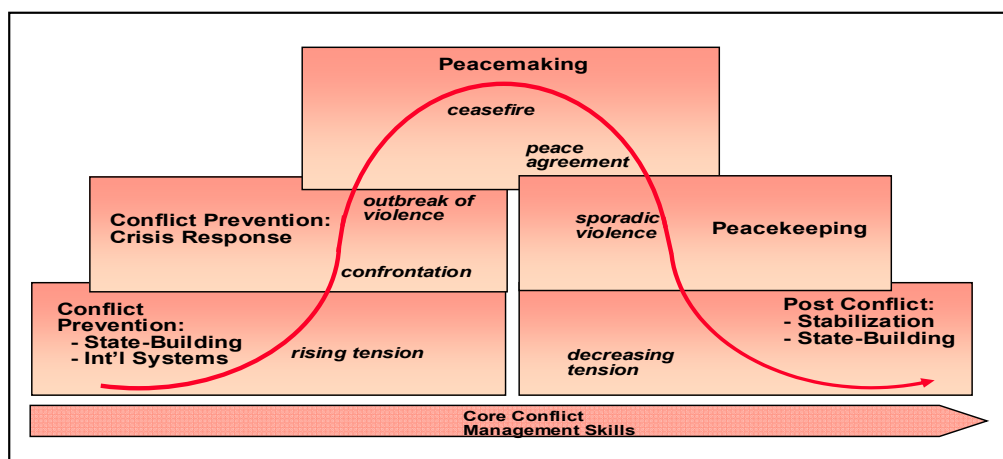 Peacemaking
ceasefire
peace
agreement
outbreak of
violence
Conflict Prevention:
Crisis Response
confrontation
sporadic
violence
Peacekeeping
Conflict
Prevention:
- State-Building
- Int'l Systems
rising tension
decreasing
tension
Post Conflict:
- Stabilization
- State-Building
Core Conflict
Management Skills